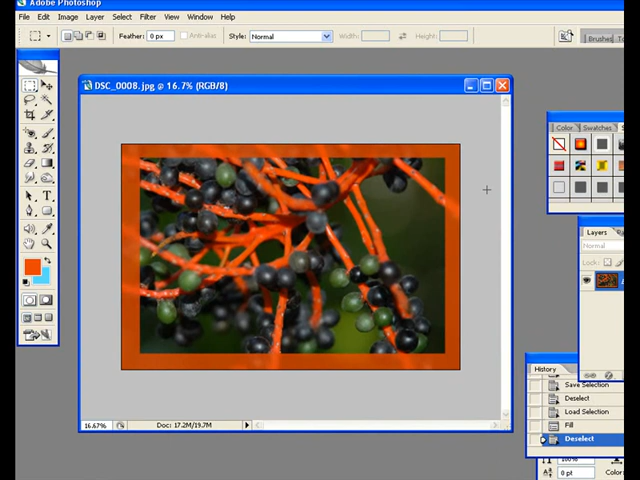 Adobe Photoshop
File Edit Image Layer Select Filter View Window Help
Feather: 0 px Anti-alias Style: Normal Width: Height: Brushes
DSC_0008.jpg @ 16.7% (RGB/8)
Color Swatches
Layers
Normal
Lock:
16.67% Doc: 17.2M/19.7M
History
Save Selection
Deselect
Load Selection
Fill
Deselect
100%
0 pt Color: